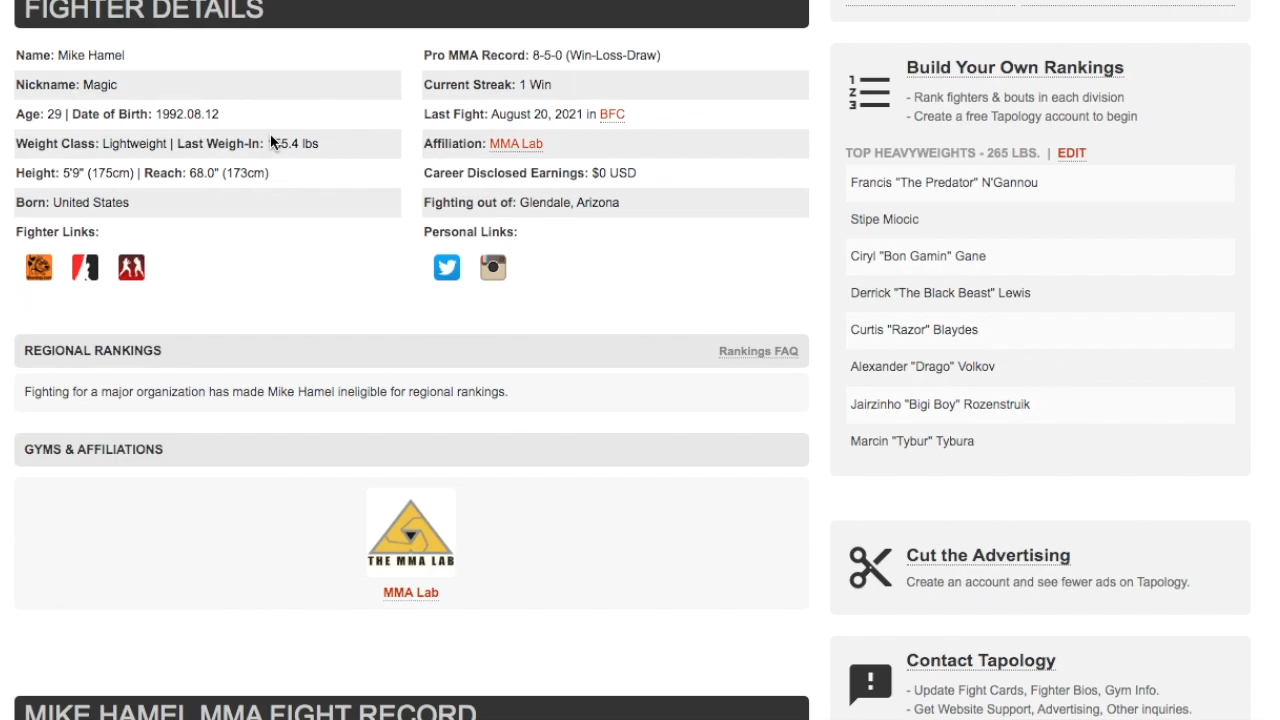 FIGHTER DETAILS
Name: Mike Hamel
Nickname: Magic
Age: 29 | Date of Birth: 1992.08.12
Weight Class: Lightweight | Last Weigh-In: 55.4 lbs
Height: 5'9" (175cm) | Reach: 68.0" (173cm)
Born: United States
Fighter Links:
Pro MMA Record: 8-5-0 (Win-Loss-Draw)
Current Streak: 1 Win
Last Fight: August 20, 2021 in BFC
Affiliation: MMA Lab
Career Disclosed Earnings: $0 USD
Fighting out of: Glendale, Arizona
Personal Links:
REGIONAL RANKINGS
Rankings FAQ
Fighting for a major organization has made Mike Hamel ineligible for regional rankings.
GYMS & AFFILIATIONS
THE MMA LAB
MMA Lab
MIKE HAMEL MMA FIGHT RECORD
1
2
3
Build Your Own Rankings
- Rank fighters & bouts in each division
- Create a free Tapology account to begin
TOP HEAVYWEIGHTS - 265 LBS. | EDIT
Francis "The Predator" N'Gannou
Stipe Miocic
Ciryl "Bon Gamin" Gane
Derrick "The Black Beast" Lewis
Curtis "Razor" Blaydes
Alexander "Drago" Volkov
Jairzinho "Bigi Boy" Rozenstruik
Marcin "Tybur" Tybura
Cut the Advertising
Create an account and see fewer ads on Tapology.
Contact Tapology
- Update Fight Cards, Fighter Bios, Gym Info.
- Get Website Support, Advertising, Other inquiries.